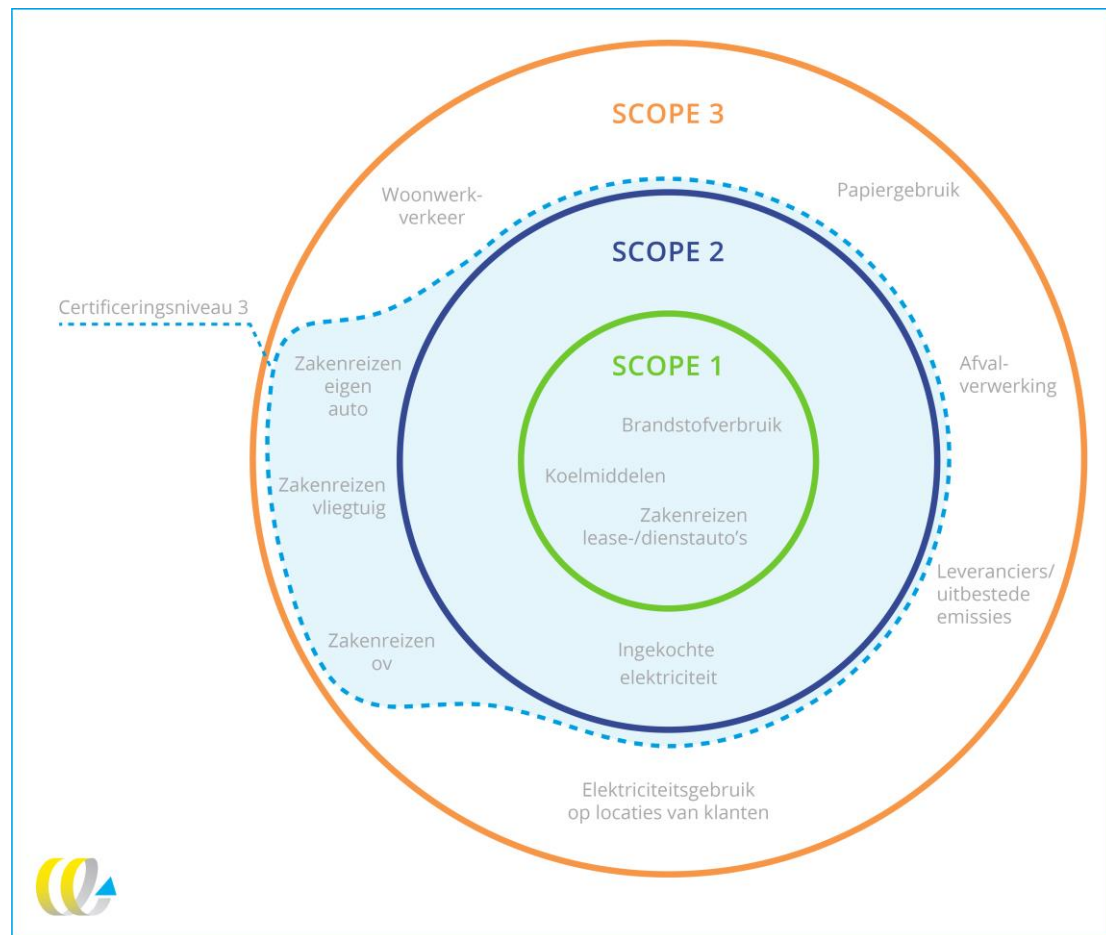 SCOPE 3
Woonwerk-
verkeer
Papiergebruik
SCOPE 2
Certificeringsniveau 3
Zakenreizen
eigen
auto
SCOPE 1
Afval-
verwerking
Brandstofverbruik
Koelmiddelen
Zakenreizen
vliegtuig
Zakenreizen
lease-/dienstauto's
Leveranciers/
uitbestede
emissies
Zakenreizen
ov
Ingekochte
elektriciteit
Elektriciteitsgebruik
op locaties van klanten